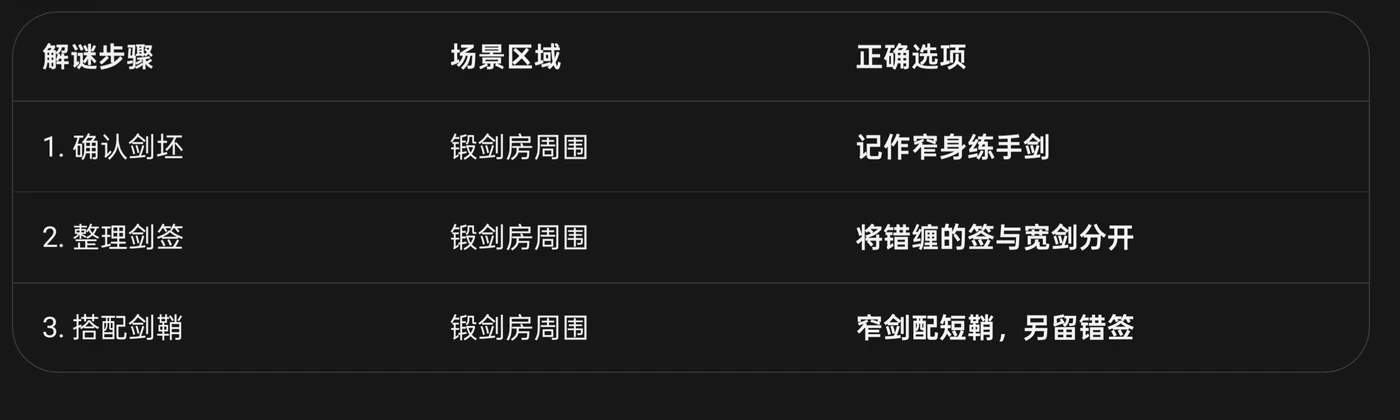 解谜步骤 场景区域 正确选项
1. 确认剑坯 锻剑房周围 记作窄身练手剑
2. 整理剑签 锻剑房周围 将错缠的签与宽剑分开
3. 搭配剑鞘 锻剑房周围 窄剑配短鞘，另留错签